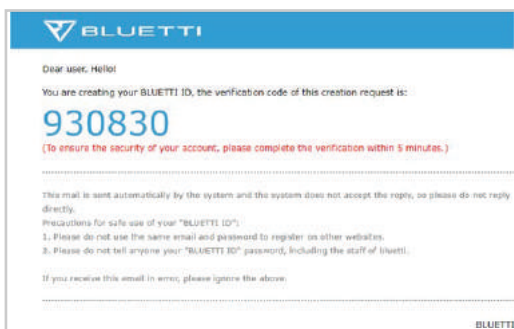 BLUETTI
Dear user, Hello!
You are creating your BLUETTI ID, the verification code of this creation request is:
930830
(To ensure the security of your account, please complete the verification within 5 minutes.)
This mail is sent automatically by the system and the system does not accept the reply, so please do not reply
directly.
Precautions for safe use of your "BLUETTI ID":
1. Please do not use the same email and password to register on other websites.
2. Please do not tell anyone your "BLUETTI ID" password, including the staff of bluetti.
If you receive this email in error, please ignore the above.
BLUETTI